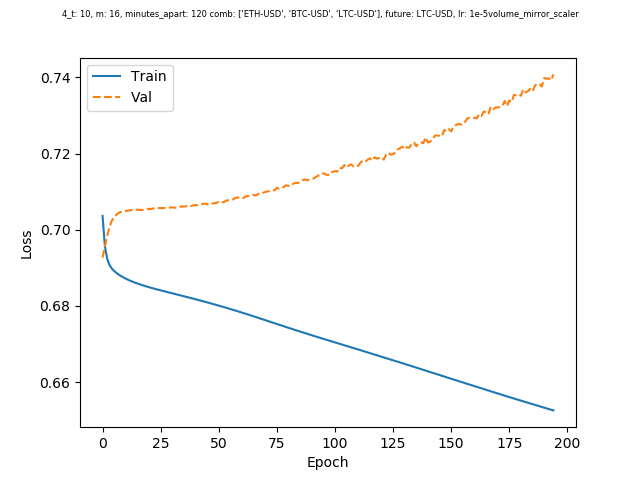 4_t: 10, m: 16, minutes_apart: 120 comb: ['ETH-USD', 'BTC-USD', 'LTC-USD'], future: LTC-USD, lr: 1e-5volume_mirror_scaler
Train
Val
0.74
0.72
0.70
0.68
0.66
Loss
0 25 50 75 100 125 150 175 200
Epoch